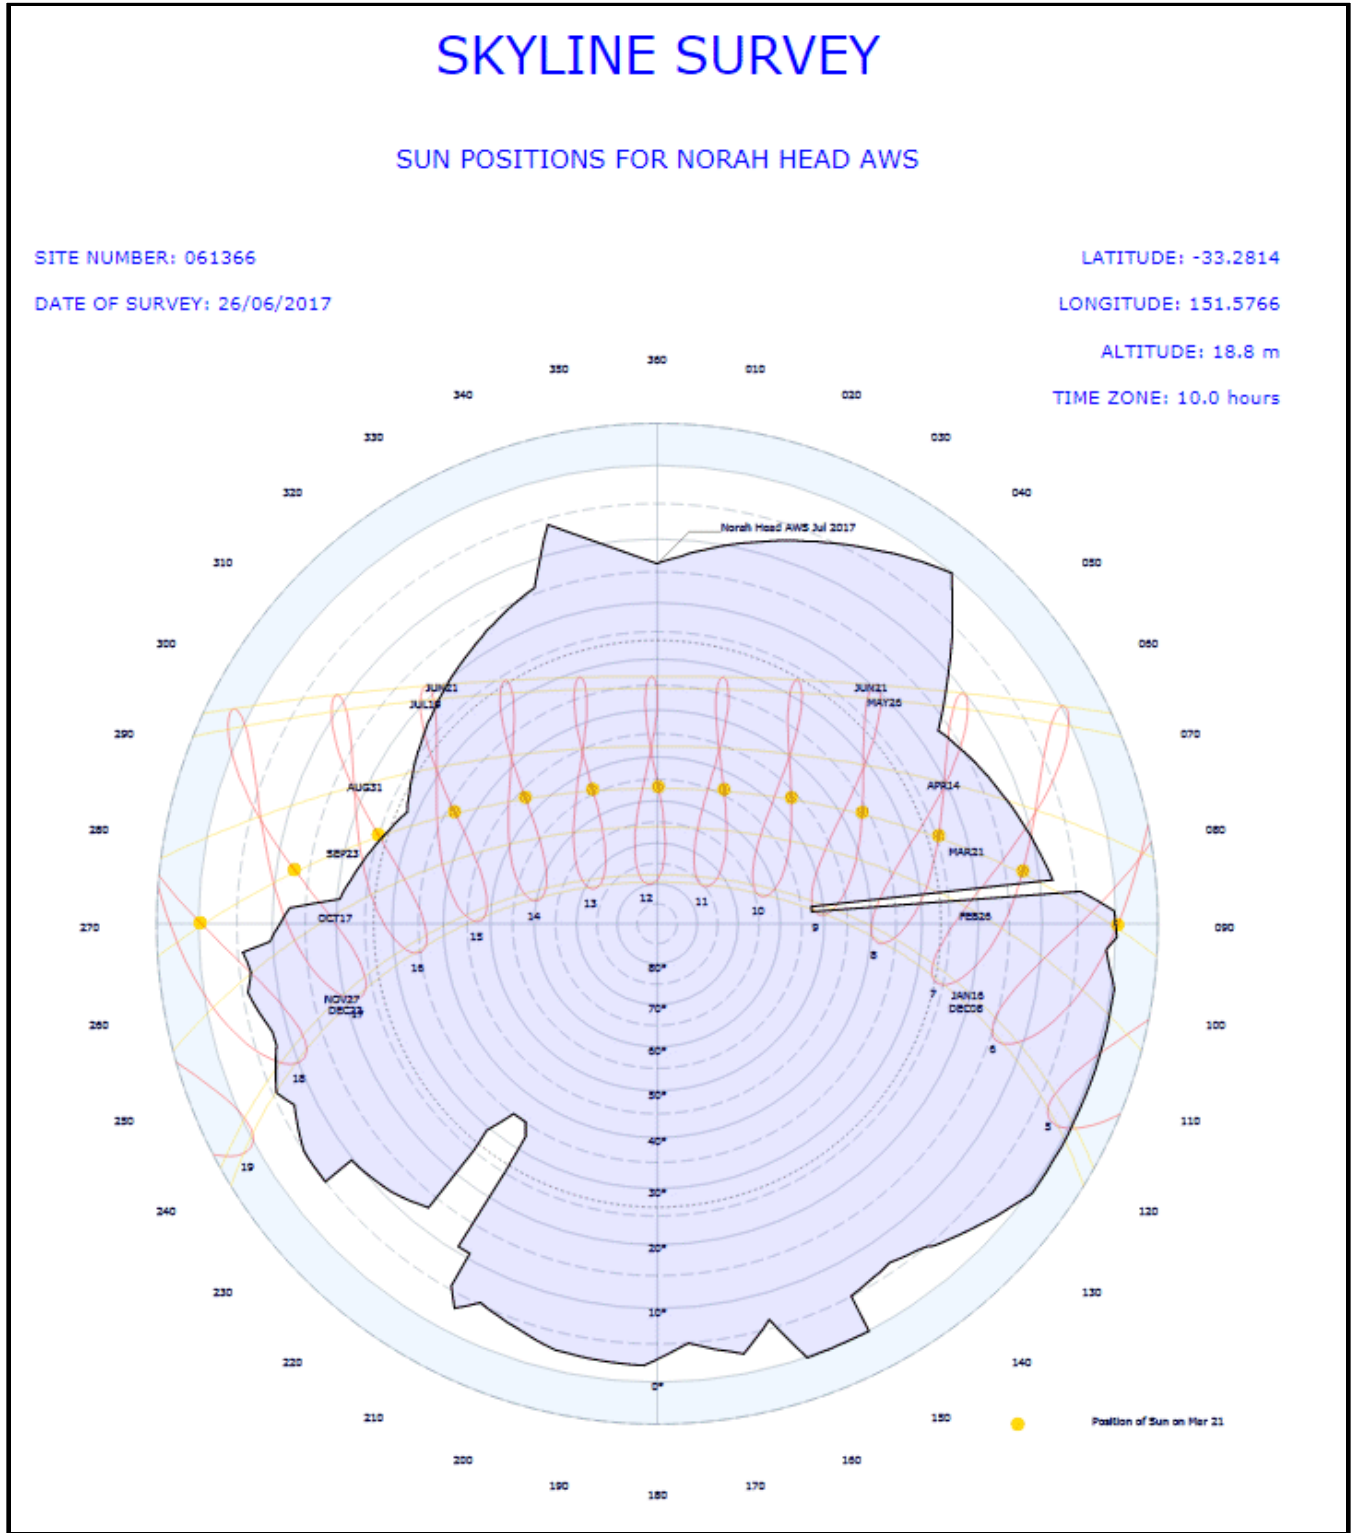 SKYLINE SURVEY
SUN POSITIONS FOR NORAH HEAD AWS
SITE NUMBER: 061366
LATITUDE: -33.2814
DATE OF SURVEY: 26/06/2017
LONGITUDE: 151.5766
ALTITUDE: 18.8 m
TIME ZONE: 10.0 hours
360
350
010
340
020
330
030
320
040
Norah Head AWS Jul 2017
310
050
300
060
JUN21
JUN21
JUL19
MAY26
290
070
AUG31
APR14
280
080
SEP23
MAR21
12
11
13
10
14
OCT17
FEB26
270
9
090
15
8
16
80°
7
NOV27
JAN16
DEC22
17
DEC08
70°
260
100
6
60°
18
50°
250
110
5
40°
19
30°
240
120
20°
230
130
10°
220
140
0°
210
150
Position of Sun on Mar 21
200
160
190
170
180